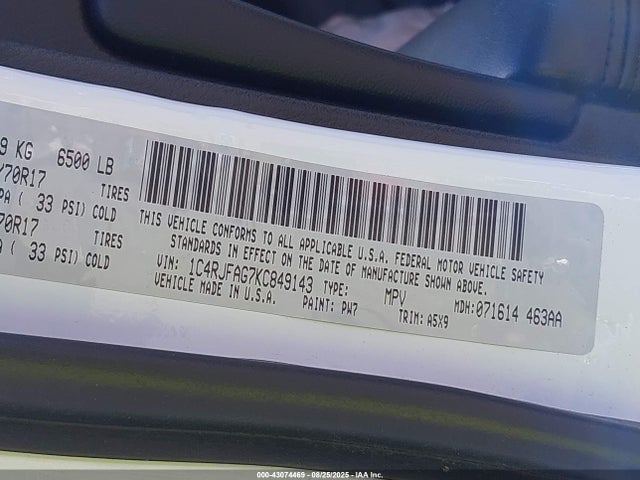 9 KG 6500 LB
70R17 TIRES
PA ( 33 PSI) COLD
70R17 TIRES
A ( 33 PSI) COLD
THIS VEHICLE CONFORMS TO ALL APPLICABLE U.S.A. FEDERAL MOTOR VEHICLE SAFETY
STANDARDS IN EFFECT ON THE DATE OF MANUFACTURE SHOWN ABOVE.
VIN: 1C4RJFAG7KC849143 TYPE: MPV MDH:071614 463AA
VEHICLE MADE IN U.S.A. PAINT: PW7 TRIM: A5X9
000-43074469 - 08/25/2025 - IAA Inc.